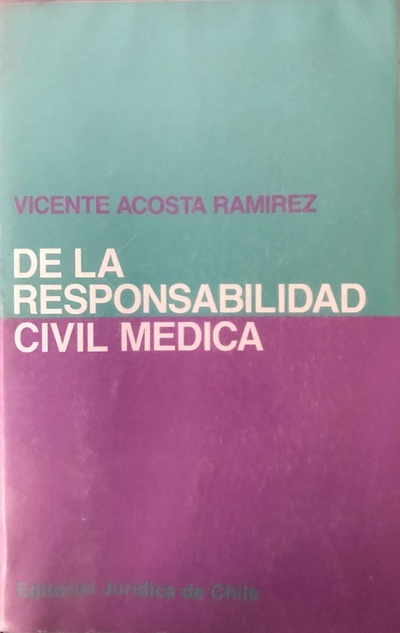 VICENTE ACOSTA RAMIREZ
DE LA
RESPONSABILIDAD
CIVIL MEDICA
Editorial Jurídica de Chile